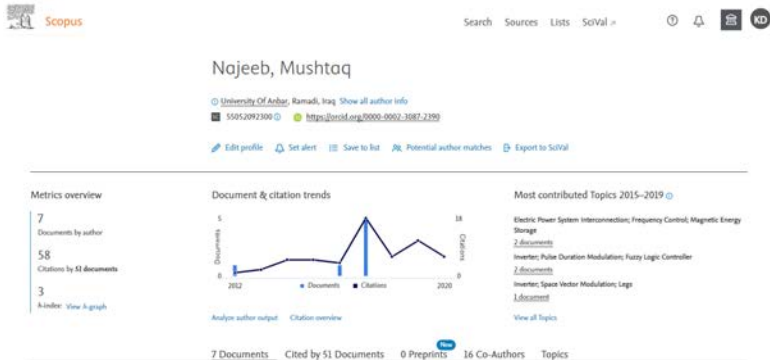 Scopus
Search Sources Lists SciVal ↗
KD
Najeeb, Mushtaq
University Of Anbar, Ramadi, Iraq Show all author info
SC 55052092300 iD https://orcid.org/0000-0002-3087-2390
Edit profile Set alert Save to list Potential author matches Export to SciVal
Metrics overview
7
Documents by author
58
Citations by 51 documents
3
h-index: View h-graph
Document & citation trends
5
18
Documents
Citations
0
0
2012
2020
Documents Citations
Analyze author output Citation overview
Most contributed Topics 2015–2019
Electric Power System Interconnection; Frequency Control; Magnetic Energy
Storage
2 documents
Inverter; Pulse Duration Modulation; Fuzzy Logic Controller
2 documents
Inverter; Space Vector Modulation; Legs
1 document
View all Topics
New
7 Documents Cited by 51 Documents 0 Preprints 16 Co-Authors Topics